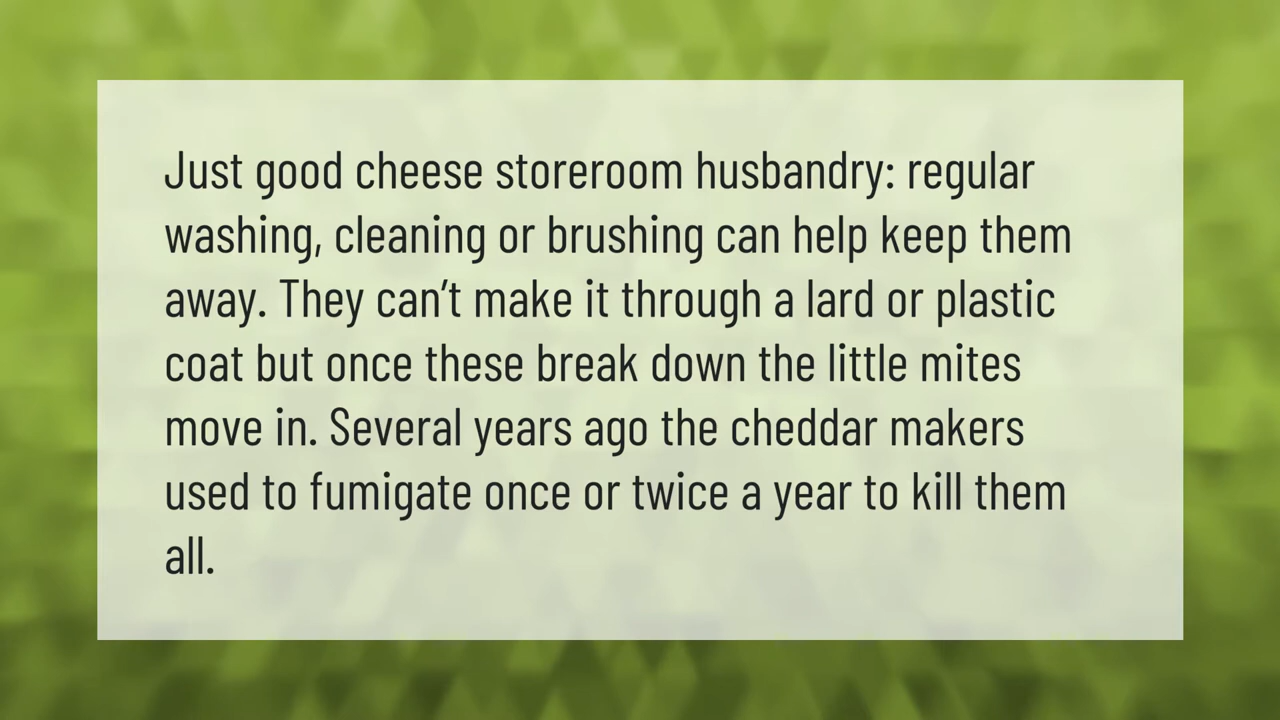 Just good cheese storeroom husbandry: regular
washing, cleaning or brushing can help keep them
away. They can’t make it through a lard or plastic
coat but once these break down the little mites
move in. Several years ago the cheddar makers
used to fumigate once or twice a year to kill them
all.